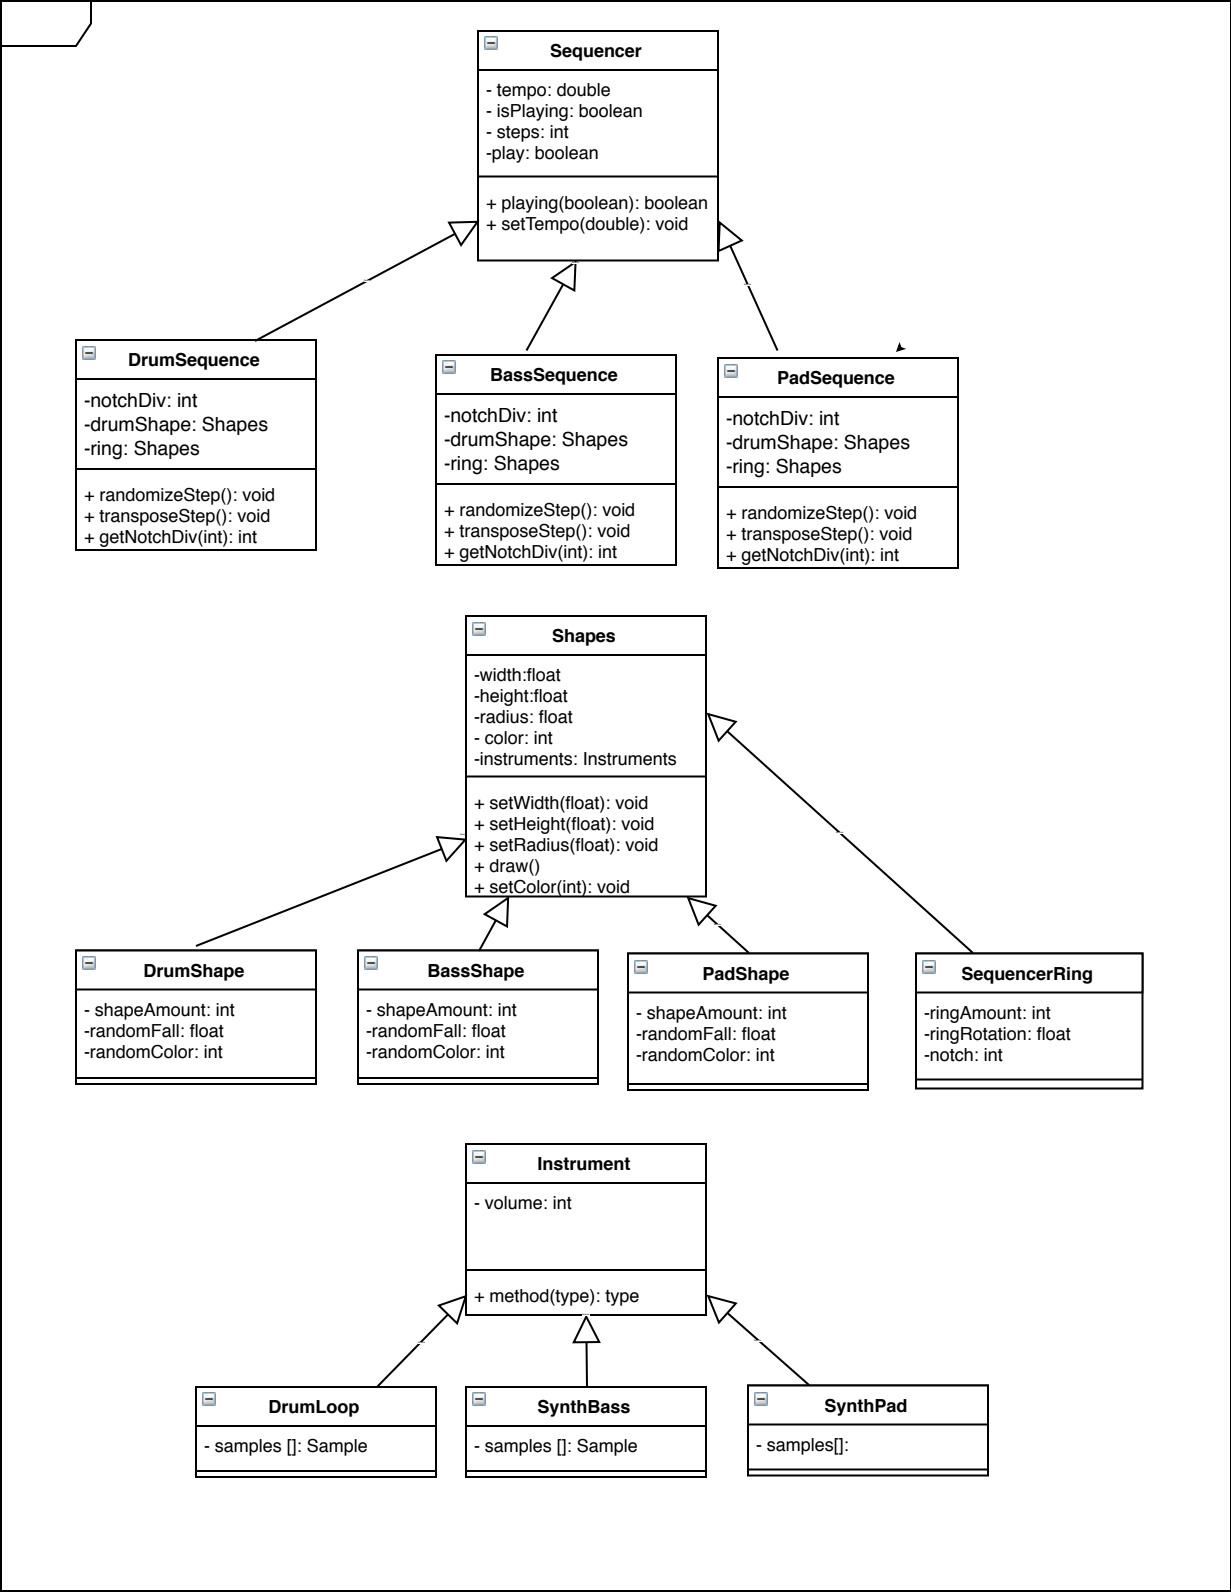 Sequencer
- tempo: double
- isPlaying: boolean
- steps: int
-play: boolean
+ playing(boolean): boolean
+ setTempo(double): void
DrumSequence
-notchDiv: int
-drumShape: Shapes
-ring: Shapes
+ randomizeStep(): void
+ transposeStep(): void
+ getNotchDiv(int): int
BassSequence
-notchDiv: int
-drumShape: Shapes
-ring: Shapes
+ randomizeStep(): void
+ transposeStep(): void
+ getNotchDiv(int): int
PadSequence
-notchDiv: int
-drumShape: Shapes
-ring: Shapes
+ randomizeStep(): void
+ transposeStep(): void
+ getNotchDiv(int): int
Shapes
-width:float
-height:float
-radius: float
- color: int
-instruments: Instruments
+ setWidth(float): void
+ setHeight(float): void
+ setRadius(float): void
+ draw()
+ setColor(int): void
DrumShape
- shapeAmount: int
-randomFall: float
-randomColor: int
BassShape
- shapeAmount: int
-randomFall: float
-randomColor: int
PadShape
- shapeAmount: int
-randomFall: float
-randomColor: int
SequencerRing
-ringAmount: int
-ringRotation: float
-notch: int
Instrument
- volume: int
+ method(type): type
DrumLoop
- samples []: Sample
SynthBass
- samples []: Sample
SynthPad
- samples[]: